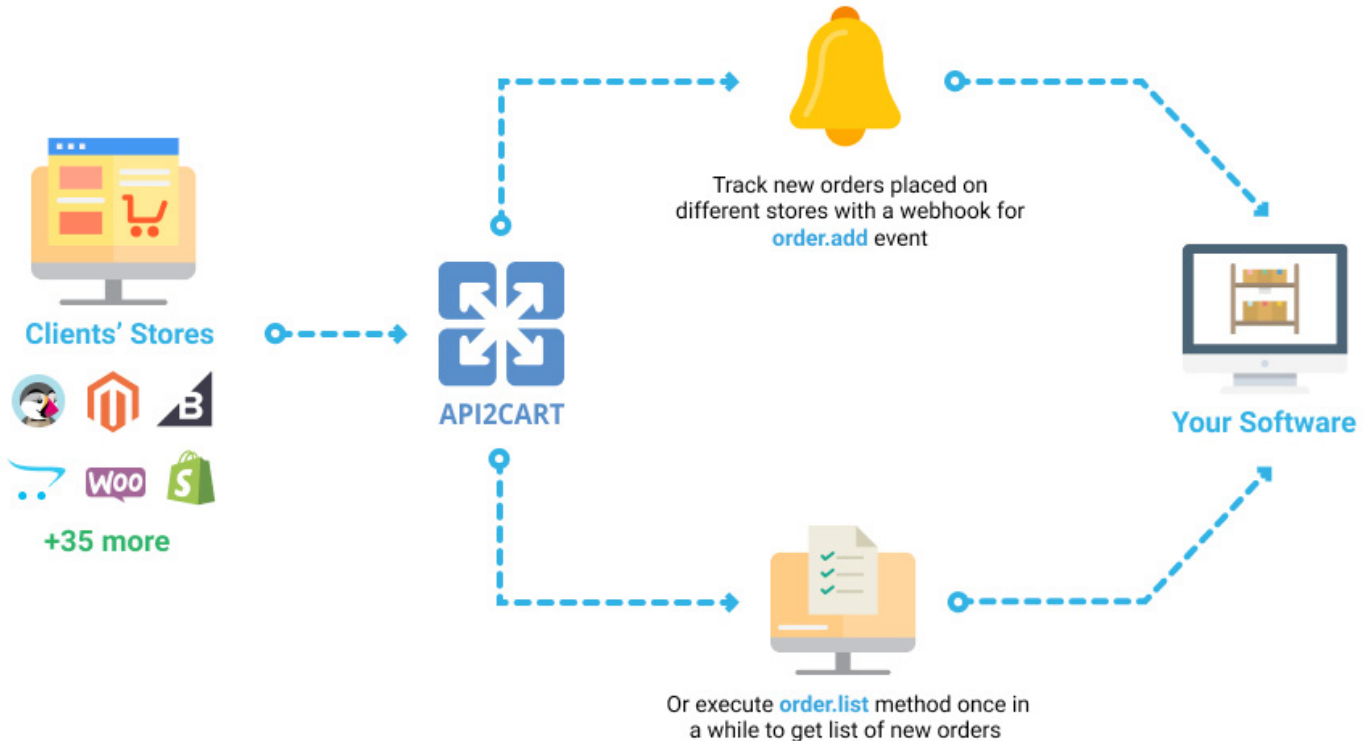 Track new orders placed on
different stores with a webhook for
order.add event
Clients' Stores
B
WOO
S
+35 more
API2CART
Your Software
Or execute order.list method once in
a while to get list of new orders